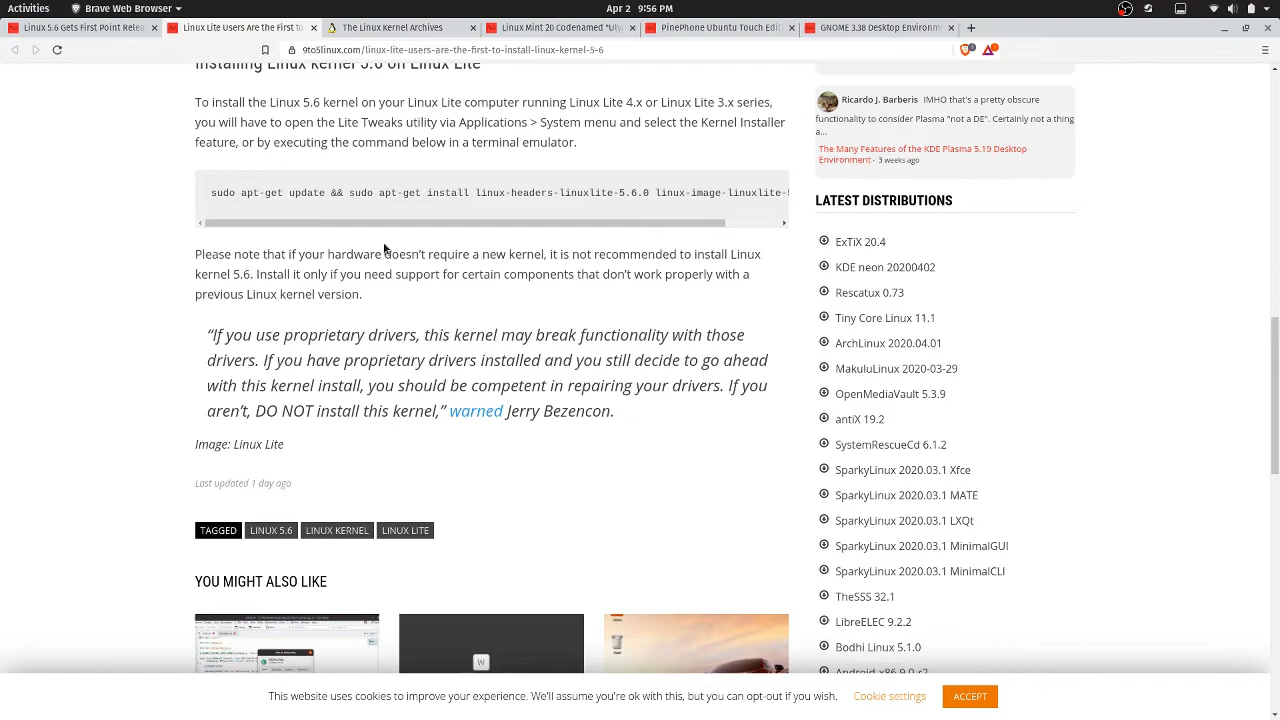 Activities
Brave Web Browser
Apr 2 9:56 PM
Linux 5.6 Gets First Point Relea
Linux Lite Users Are the First to
The Linux Kernel Archives
Linux Mint 20 Codenamed "Uly
PinePhone Ubuntu Touch Edit
GNOME 3.38 Desktop Environm
9to5linux.com/linux-lite-users-are-the-first-to-install-linux-kernel-5-6
Installing Linux kernel 5.6 on Linux Lite
To install the Linux 5.6 kernel on your Linux Lite computer running Linux Lite 4.x or Linux Lite 3.x series,
you will have to open the Lite Tweaks utility via Applications > System menu and select the Kernel Installer
feature, or by executing the command below in a terminal emulator.
sudo apt-get update && sudo apt-get install linux-headers-linuxlite-5.6.0 linux-image-linuxlite-5
Please note that if your hardware doesn't require a new kernel, it is not recommended to install Linux
kernel 5.6. Install it only if you need support for certain components that don't work properly with a
previous Linux kernel version.
“If you use proprietary drivers, this kernel may break functionality with those
drivers. If you have proprietary drivers installed and you still decide to go ahead
with this kernel install, you should be competent in repairing your drivers. If you
aren't, DO NOT install this kernel,” warned Jerry Bezencon.
Image: Linux Lite
Last updated 1 day ago
TAGGED LINUX 5.6 LINUX KERNEL LINUX LITE
YOU MIGHT ALSO LIKE
W
Ricardo J. Barberis IMHO that's a pretty obscure
functionality to consider Plasma "not a DE". Certainly not a thing
a...
The Many Features of the KDE Plasma 5.19 Desktop
Environment · 3 weeks ago
LATEST DISTRIBUTIONS
ExTiX 20.4
KDE neon 20200402
Rescatux 0.73
Tiny Core Linux 11.1
ArchLinux 2020.04.01
MakuluLinux 2020-03-29
OpenMediaVault 5.3.9
antiX 19.2
SystemRescueCd 6.1.2
SparkyLinux 2020.03.1 Xfce
SparkyLinux 2020.03.1 MATE
SparkyLinux 2020.03.1 LXQt
SparkyLinux 2020.03.1 MinimalGUI
SparkyLinux 2020.03.1 MinimalCLI
TheSSS 32.1
LibreELEC
Bodhi Linux
Android-x86
This website uses cookies to improve your experience. We'll assume you're ok with this, but you can opt-out if you wish.
Cookie settings
ACCEPT